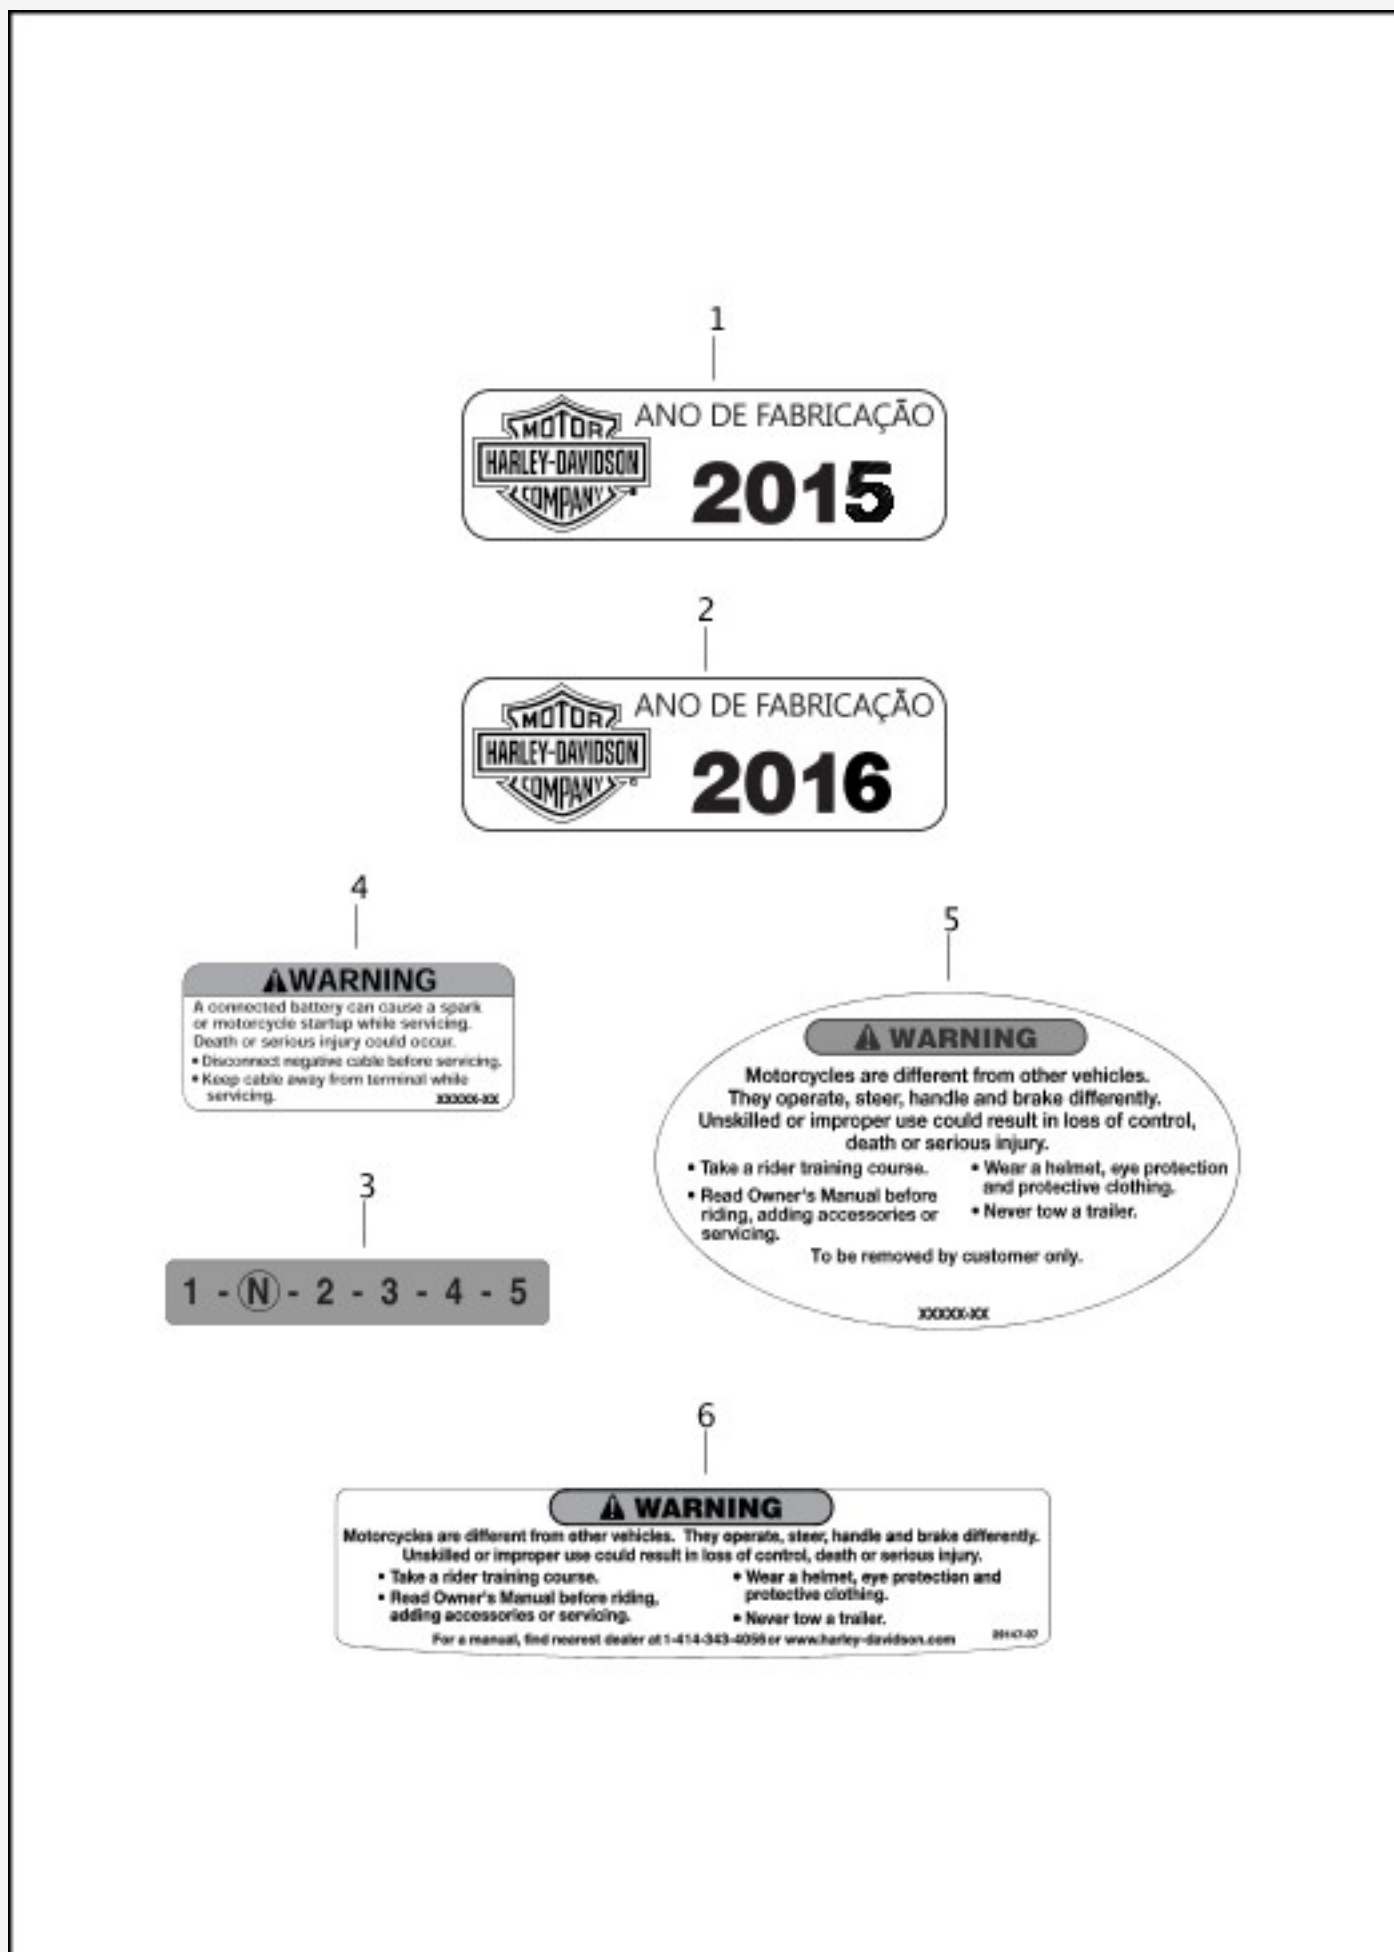 1
MOTOR
HARLEY-DAVIDSON
COMPANY
ANO DE FABRICAÇÃO
2015
2
MOTOR
HARLEY-DAVIDSON
COMPANY
ANO DE FABRICAÇÃO
2016
4
WARNING
A connected battery can cause a spark
or motorcycle startup while servicing.
Death or serious injury could occur.
• Disconnect negative cable before servicing.
• Keep cable away from terminal while
servicing.
XXXXX-XX
5
WARNING
Motorcycles are different from other vehicles.
They operate, steer, handle and brake differently.
Unskilled or improper use could result in loss of control,
death or serious injury.
• Take a rider training course.
• Read Owner's Manual before
riding, adding accessories or
servicing.
• Wear a helmet, eye protection
and protective clothing.
• Never tow a trailer.
To be removed by customer only.
XXXXX-XX
3
1 - N - 2 - 3 - 4 - 5
6
WARNING
Motorcycles are different from other vehicles. They operate, steer, handle and brake differently.
Unskilled or improper use could result in loss of control, death or serious injury.
• Take a rider training course.
• Read Owner's Manual before riding,
adding accessories or servicing.
• Wear a helmet, eye protection and
protective clothing.
• Never tow a trailer.
For a manual, find nearest dealer at 1-414-343-4056 or www.harley-davidson.com